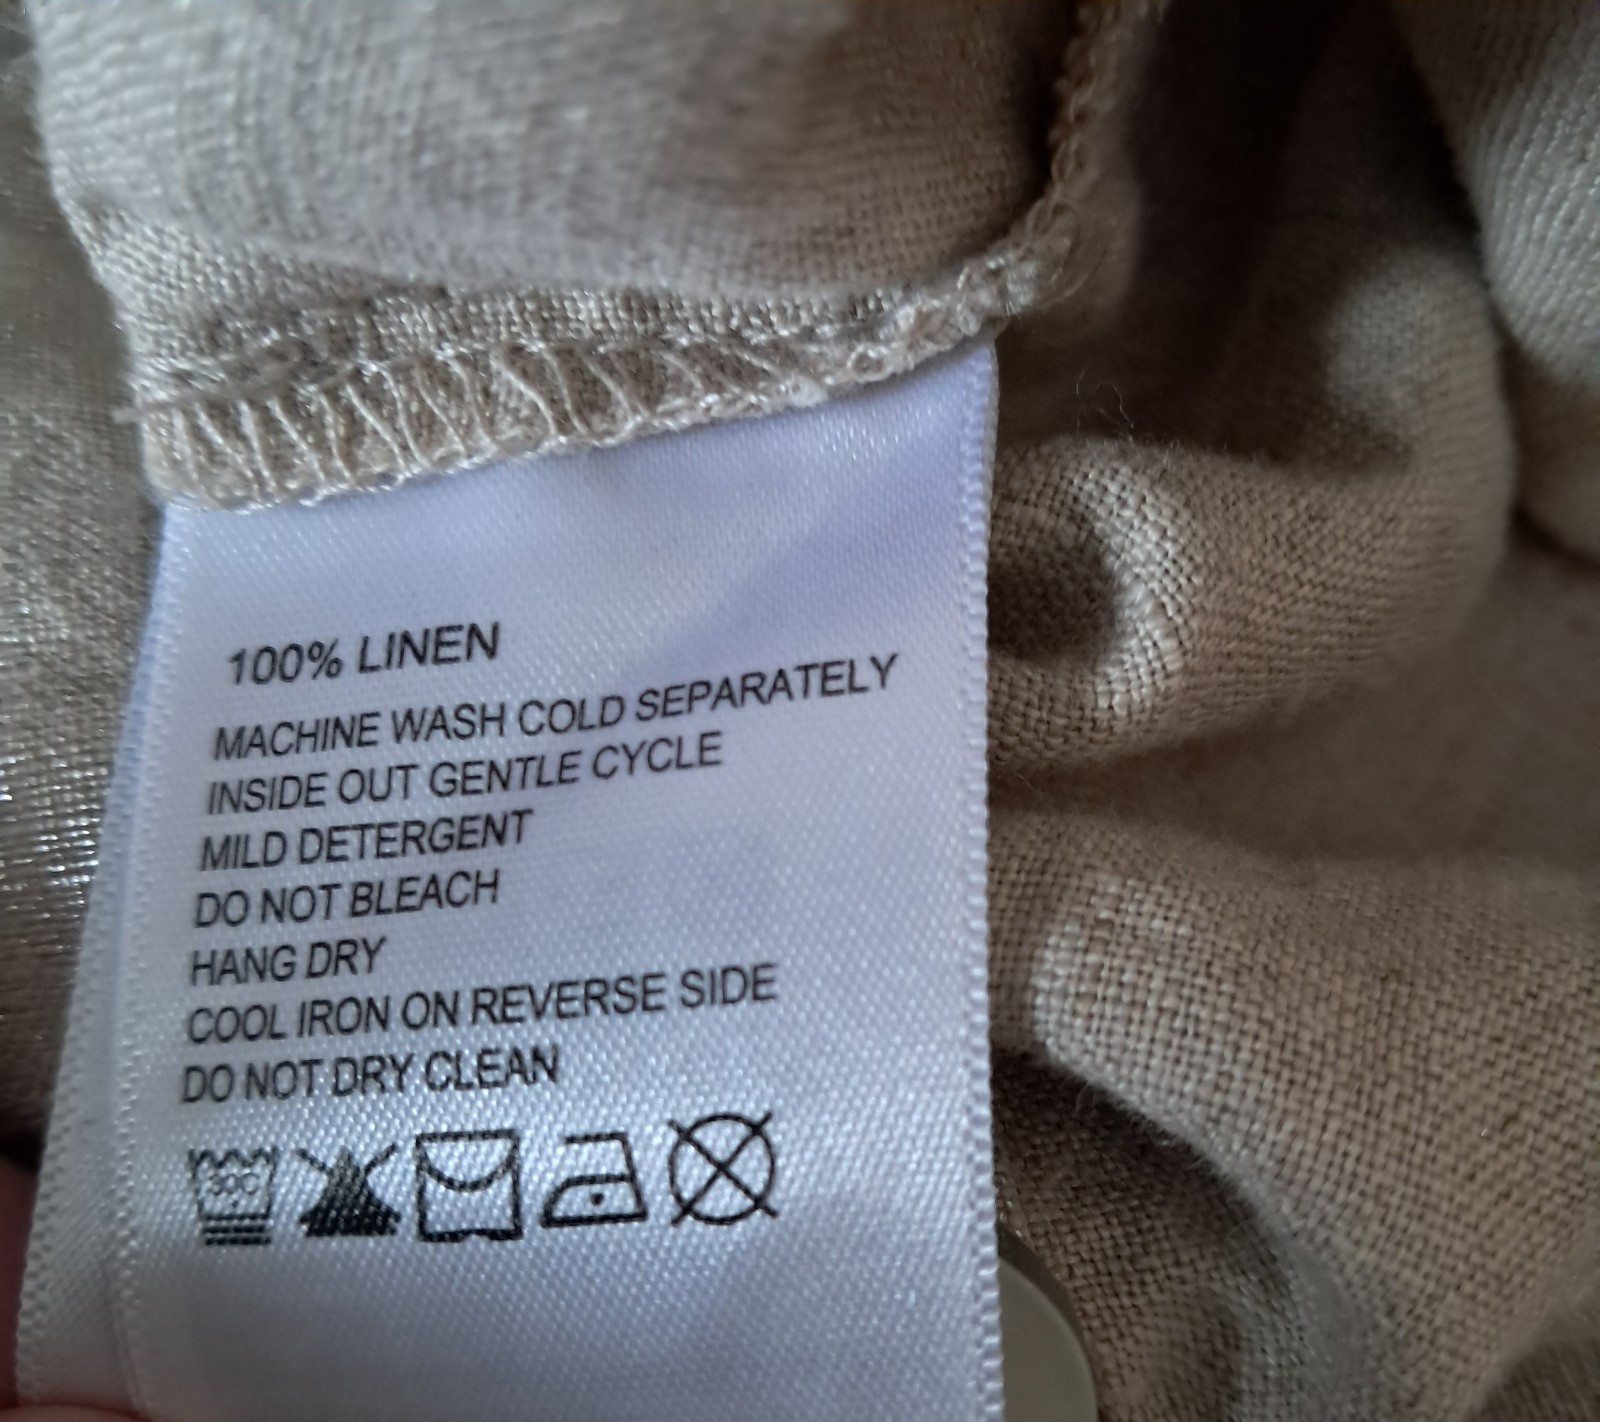 100% LINEN
MACHINE WASH COLD SEPARATELY
INSIDE OUT GENTLE CYCLE
MILD DETERGENT
DO NOT BLEACH
HANG DRY
COOL IRON ON REVERSE SIDE
DO NOT DRY CLEAN
30C